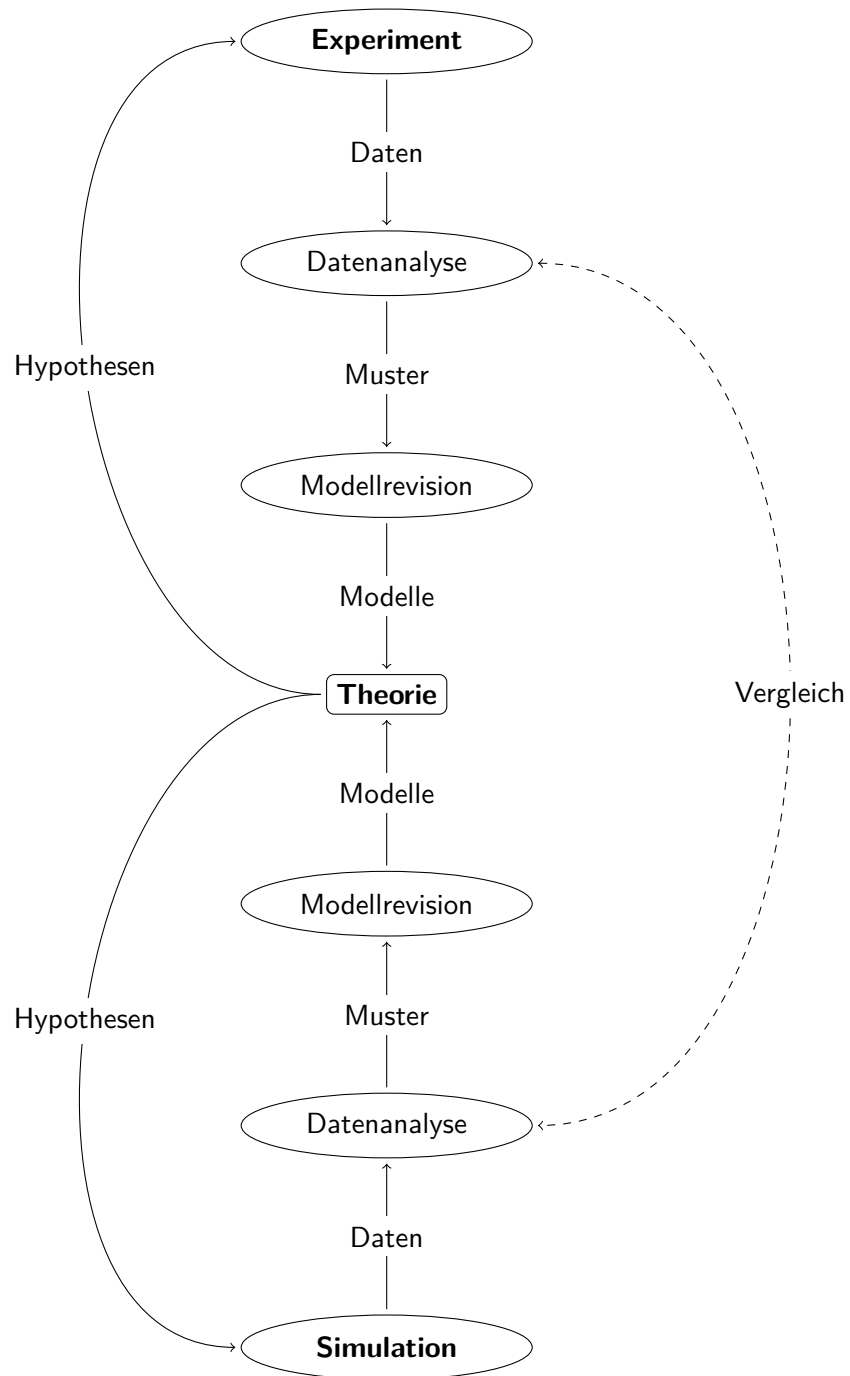 Experiment
Daten
Datenanalyse
Hypothesen
Muster
Modellrevision
Modelle
Theorie
Vergleich
Modelle
Modellrevision
Hypothesen
Muster
Datenanalyse
Daten
Simulation